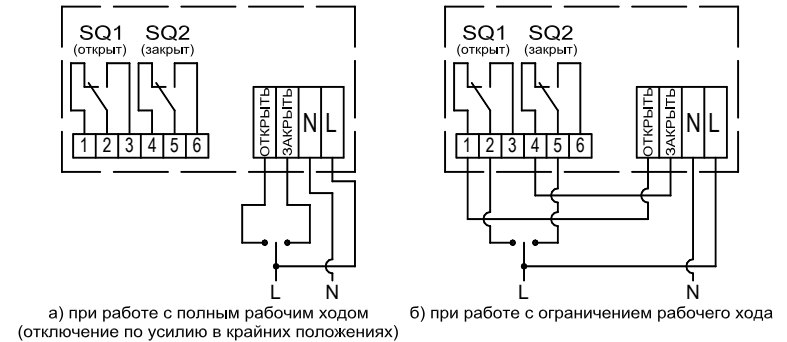 SQ1 SQ2
(открыт) (закрыт)
ОТКРЫТЬ ЗАКРЫТЬ N L
1 2 3 4 5 6
L N
а) при работе с полным рабочим ходом
(отключение по усилию в крайних положениях)
SQ1 SQ2
(открыт) (закрыт)
1 2 3 4 5 6
ОТКРЫТЬ ЗАКРЫТЬ N L
L N
б) при работе с ограничением рабочего хода